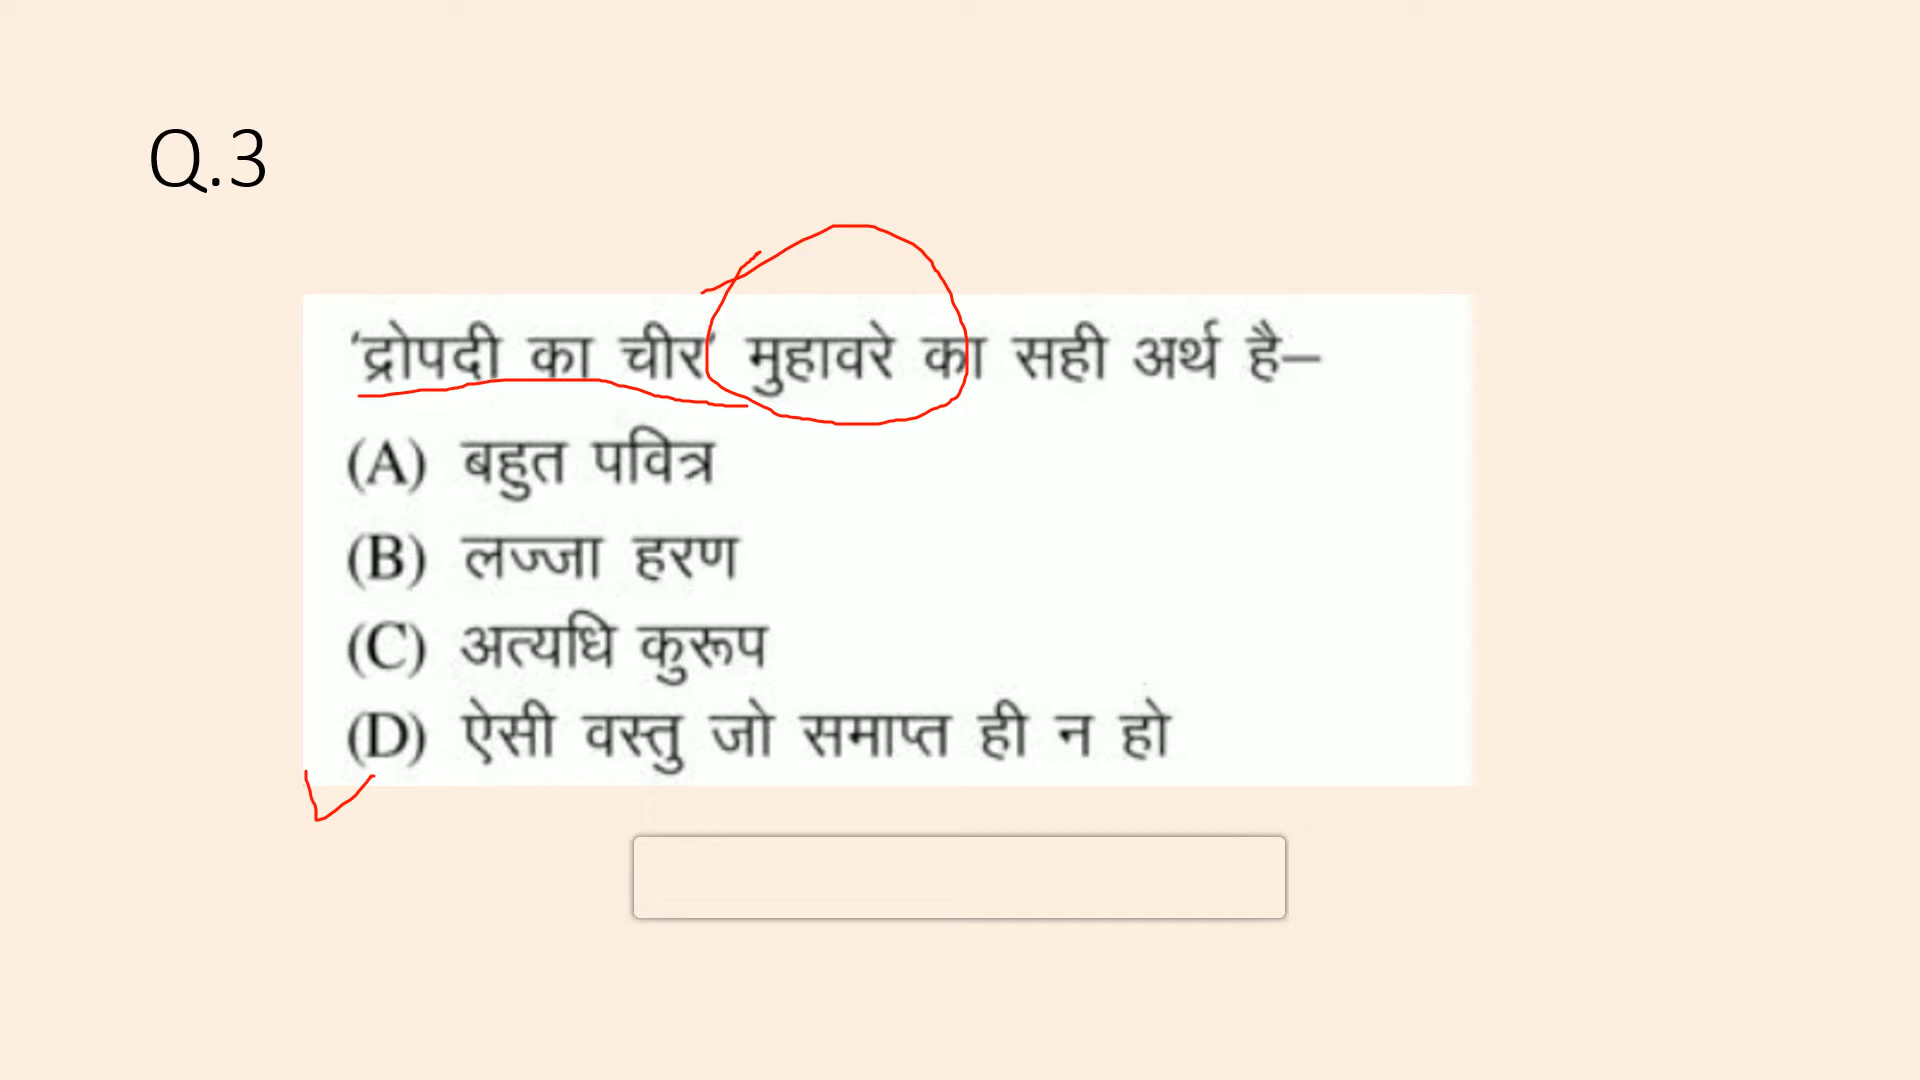 Q.3
'द्रोपदी का चीर' मुहावरे का सही अर्थ है–
(A) बहुत पवित्र
(B) लज्जा हरण
(C) अत्यधि कुरूप
(D) ऐसी वस्तु जो समाप्त ही न हो